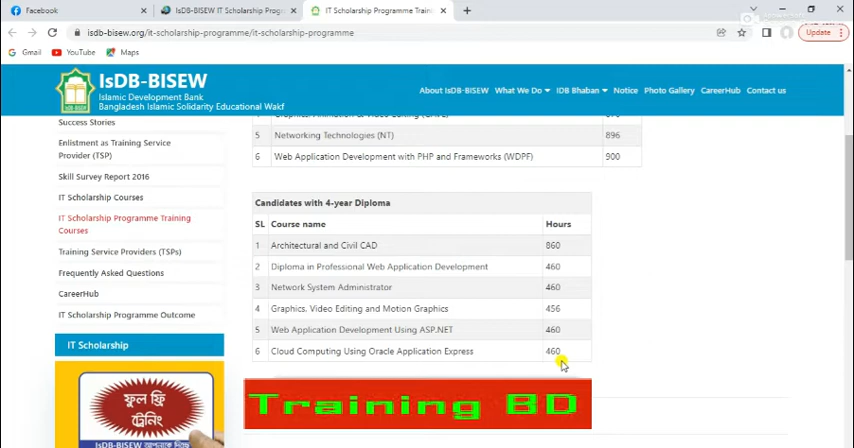 Facebook
IsDB-BISEW IT Scholarship Progr
IT Scholarship Programme Traini
isdb-bisew.org/it-scholarship-programme/it-scholarship-programme
Update
Gmail YouTube Maps
IsDB-BISEW
Islamic Development Bank
Bangladesh Islamic Solidarity Educational Wakf
About IsDB-BISEW What We Do IDB Bhaban Notice Photo Gallery CareerHub Contact us
Success Stories
Enlistment as Training Service
Provider (TSP)
Skill Survey Report 2016
IT Scholarship Courses
IT Scholarship Programme Training
Courses
Training Service Providers (TSPs)
Frequently Asked Questions
CareerHub
IT Scholarship Programme Outcome
IT Scholarship
ফুল ফ্রি
ট্রেনিং
IsDB-BISEW আপনাকে দিচ্ছে
5 Networking Technologies (NT) 896
6 Web Application Development with PHP and Frameworks (WDPF) 900
Candidates with 4-year Diploma
SL Course name Hours
1 Architectural and Civil CAD 860
2 Diploma in Professional Web Application Development 460
3 Network System Administrator 460
4 Graphics, Video Editing and Motion Graphics 456
5 Web Application Development Using ASP.NET 460
6 Cloud Computing Using Oracle Application Express 460
Training BD